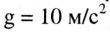 g = 10 м/с²